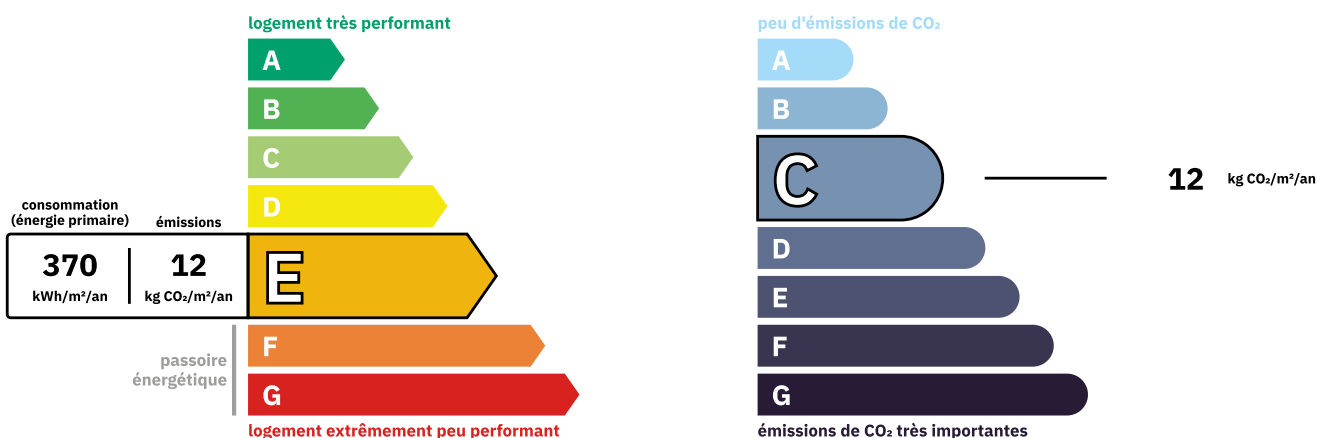 logement très performant
A
B
C
D
consommation
(énergie primaire)
émissions
370
kWh/m²/an
12
kg CO₂/m²/an
E
passoire
énergétique
F
G
logement extrêmement peu performant
peu d'émissions de CO₂
A
B
C
12
kg CO₂/m²/an
D
E
F
G
émissions de CO₂ très importantes